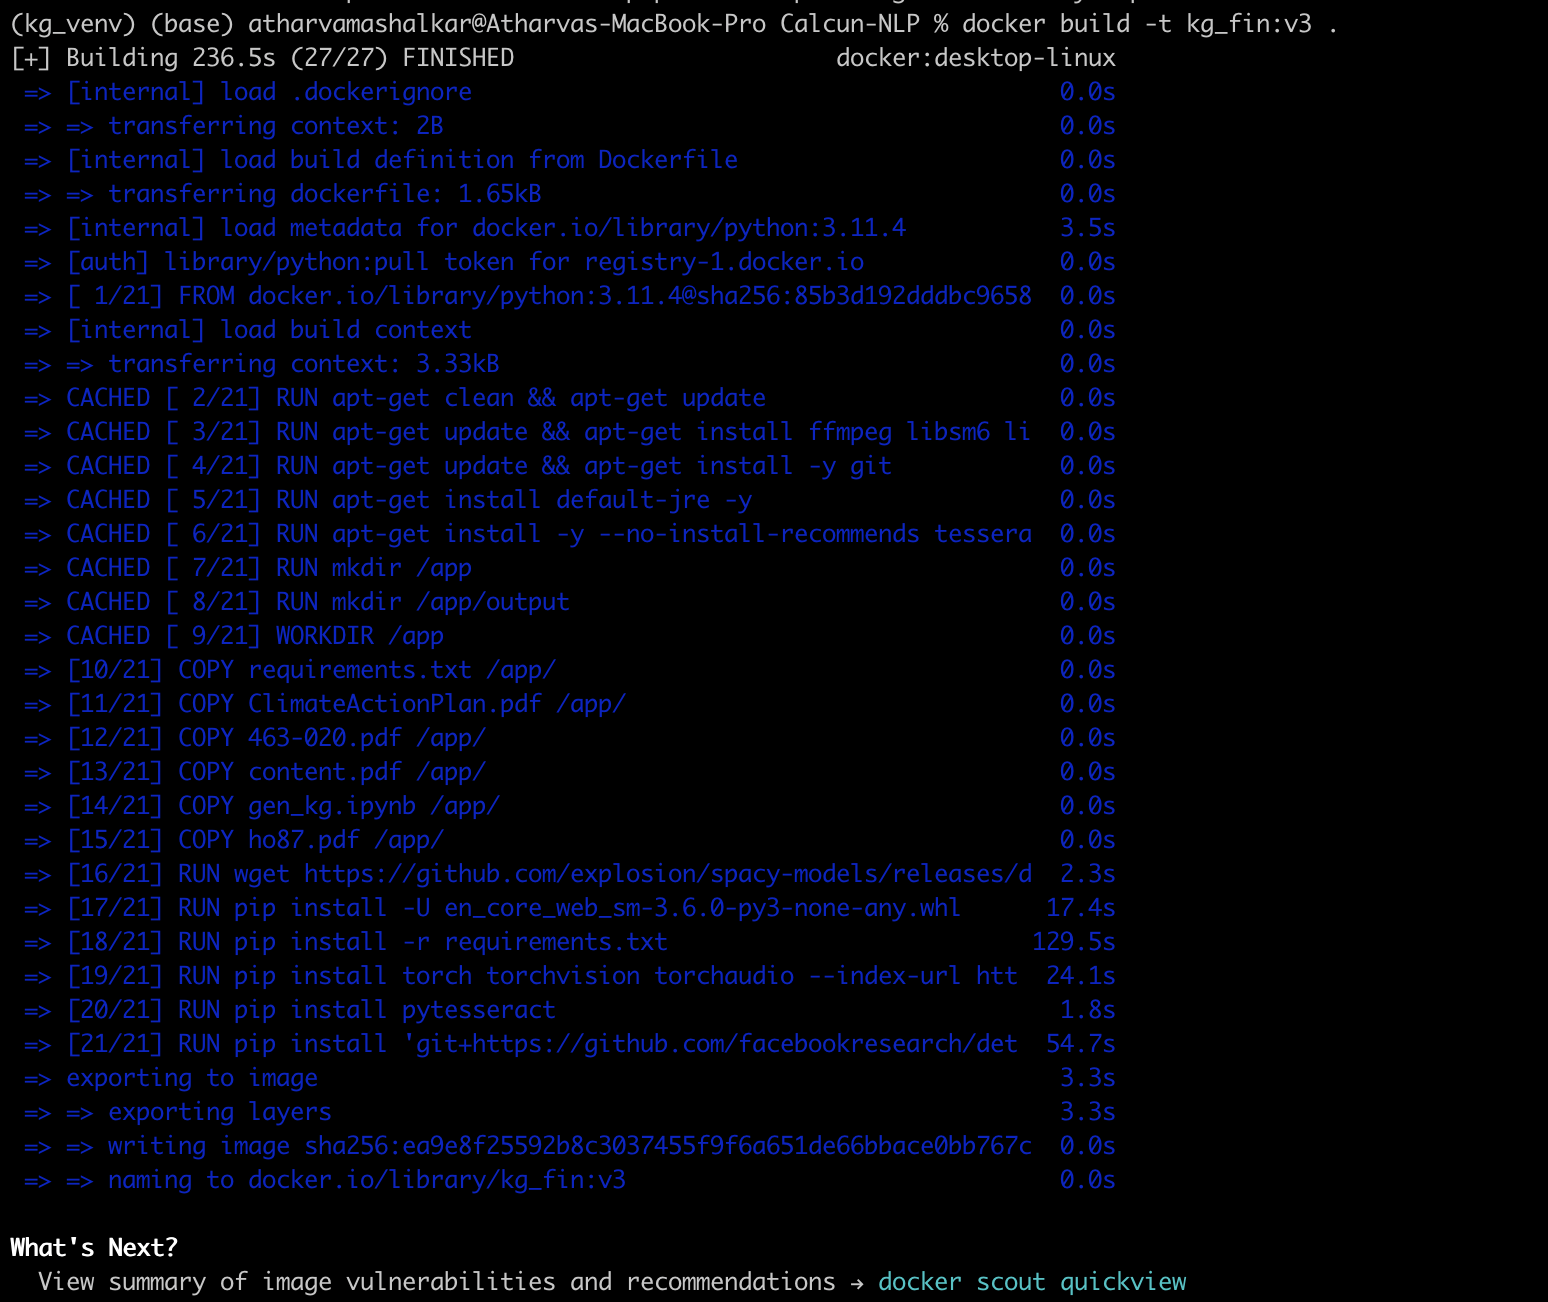 (kg_venv) (base) atharvamashalkar@Atharvas-MacBook-Pro Calcun-NLP % docker build -t kg_fin:v3 .
[+] Building 236.5s (27/27) FINISHED docker:desktop-linux
=> [internal] load .dockerignore 0.0s
=> => transferring context: 2B 0.0s
=> [internal] load build definition from Dockerfile 0.0s
=> => transferring dockerfile: 1.65kB 0.0s
=> [internal] load metadata for docker.io/library/python:3.11.4 3.5s
=> [auth] library/python:pull token for registry-1.docker.io 0.0s
=> [ 1/21] FROM docker.io/library/python:3.11.4@sha256:85b3d192dddbc9658 0.0s
=> [internal] load build context 0.0s
=> => transferring context: 3.33kB 0.0s
=> CACHED [ 2/21] RUN apt-get clean && apt-get update 0.0s
=> CACHED [ 3/21] RUN apt-get update && apt-get install ffmpeg libsm6 li 0.0s
=> CACHED [ 4/21] RUN apt-get update && apt-get install -y git 0.0s
=> CACHED [ 5/21] RUN apt-get install default-jre -y 0.0s
=> CACHED [ 6/21] RUN apt-get install -y --no-install-recommends tessera 0.0s
=> CACHED [ 7/21] RUN mkdir /app 0.0s
=> CACHED [ 8/21] RUN mkdir /app/output 0.0s
=> CACHED [ 9/21] WORKDIR /app 0.0s
=> [10/21] COPY requirements.txt /app/ 0.0s
=> [11/21] COPY ClimateActionPlan.pdf /app/ 0.0s
=> [12/21] COPY 463-020.pdf /app/ 0.0s
=> [13/21] COPY content.pdf /app/ 0.0s
=> [14/21] COPY gen_kg.ipynb /app/ 0.0s
=> [15/21] COPY ho87.pdf /app/ 0.0s
=> [16/21] RUN wget https://github.com/explosion/spacy-models/releases/d 2.3s
=> [17/21] RUN pip install -U en_core_web_sm-3.6.0-py3-none-any.whl 17.4s
=> [18/21] RUN pip install -r requirements.txt 129.5s
=> [19/21] RUN pip install torch torchvision torchaudio --index-url htt 24.1s
=> [20/21] RUN pip install pytesseract 1.8s
=> [21/21] RUN pip install 'git+https://github.com/facebookresearch/det 54.7s
=> exporting to image 3.3s
=> => exporting layers 3.3s
=> => writing image sha256:ea9e8f25592b8c3037455f9f6a651de66bbace0bb767c 0.0s
=> => naming to docker.io/library/kg_fin:v3 0.0s
What's Next?
View summary of image vulnerabilities and recommendations → docker scout quickview